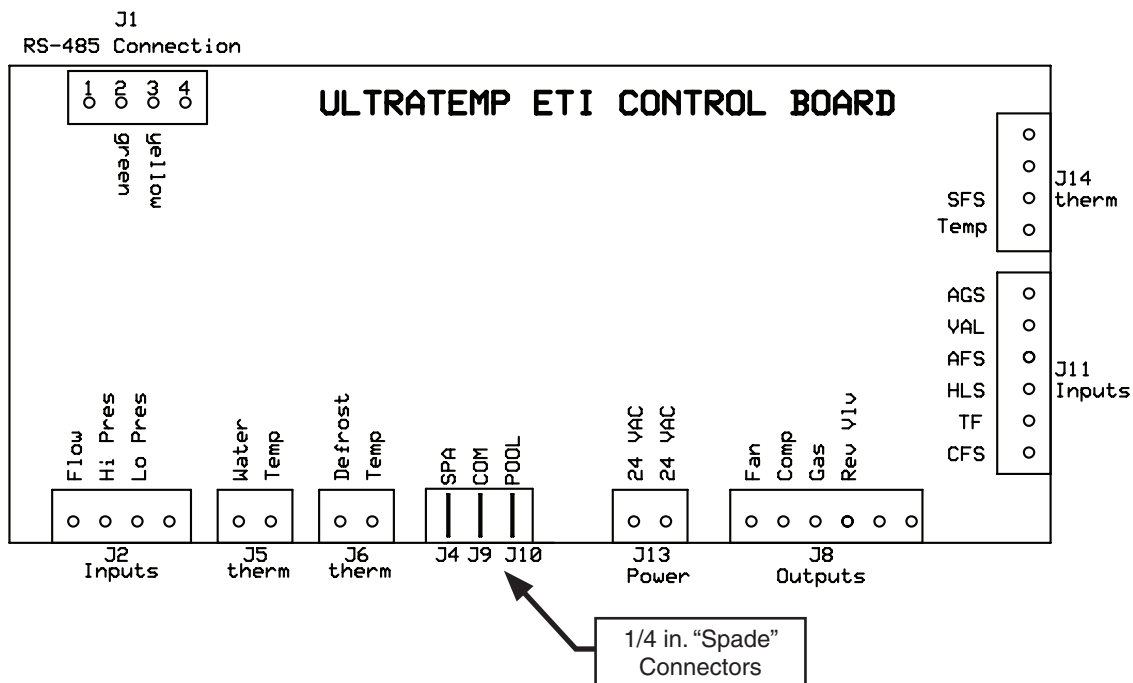 J1
RS-485 Connection
1 2 3 4
green
yellow
ULTRATEMP ETI CONTROL BOARD
SFS
Temp
J14
therm
AGS
VAL
AFS
HLS
TF
CFS
J11
Inputs
Flow
Hi Pres
Lo Pres
J2
Inputs
Water
Temp
J5
therm
Defrost
Temp
J6
therm
SPA
COM
POOL
J4 J9 J10
24 VAC
24 VAC
J13
Power
Fan
Comp
Gas
Rev Vlv
J8
Outputs
1/4 in. “Spade”
Connectors